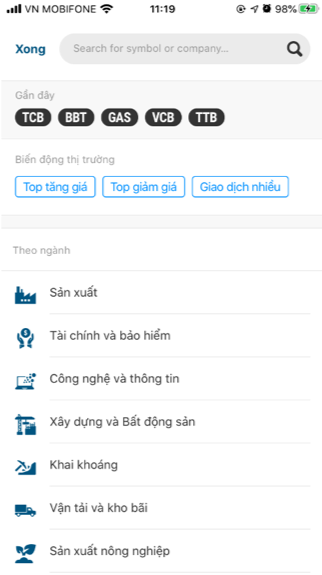 VN MOBIFONE 11:19 98%
Xong Search for symbol or company...
Gần đây
TCB BBT GAS VCB TTB
Biến động thị trường
Top tăng giá Top giảm giá Giao dịch nhiều
Theo ngành
Sản xuất
Tài chính và bảo hiểm
Công nghệ và thông tin
Xây dựng và Bất động sản
Khai khoáng
Vận tải và kho bãi
Sản xuất nông nghiệp